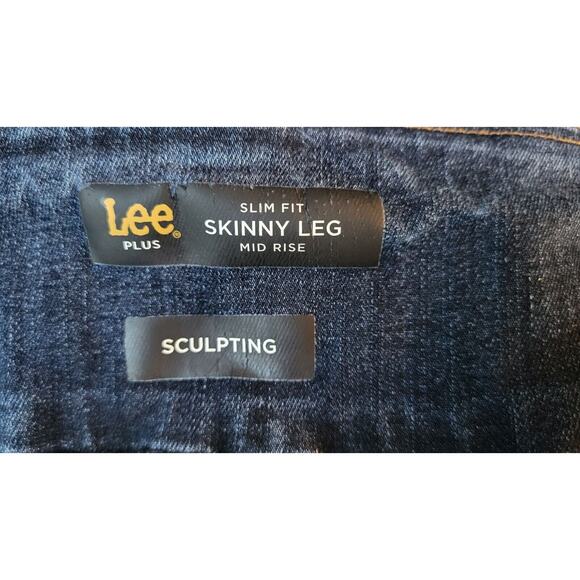 Lee®
PLUS
SLIM FIT
SKINNY LEG
MID RISE
SCULPTING